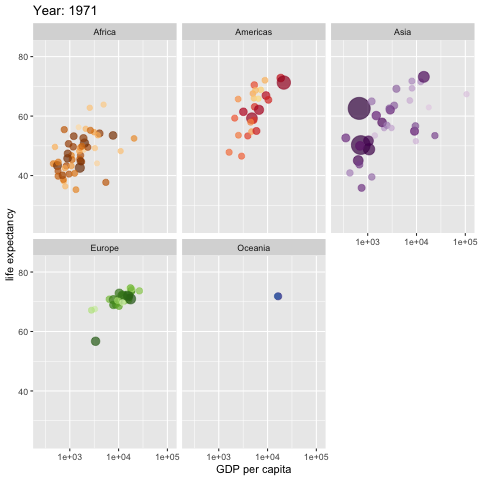 Year: 1971
Africa
Americas
Asia
80
60
40
1e+03
1e+04
1e+05
life expectancy
Europe
Oceania
80
60
40
1e+03
1e+04
1e+05
1e+03
1e+04
1e+05
GDP per capita